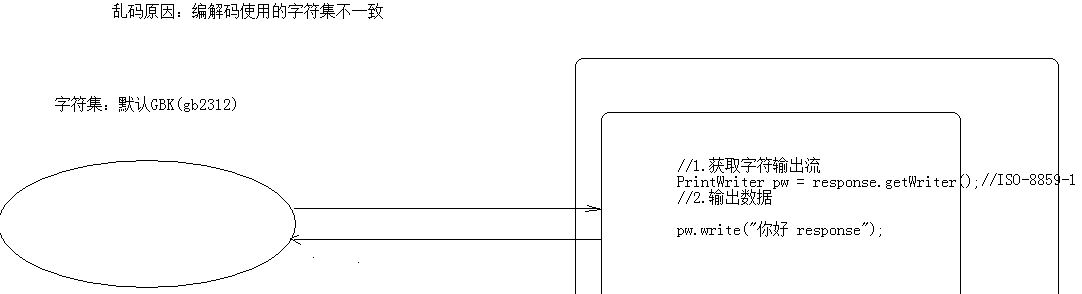 乱码原因：编解码使用的字符集不一致
字符集：默认GBK(gb2312)
//1.获取字符输出流
PrintWriter pw = response.getWriter();//ISO-8859-1
//2.输出数据
pw.write("你好 response");